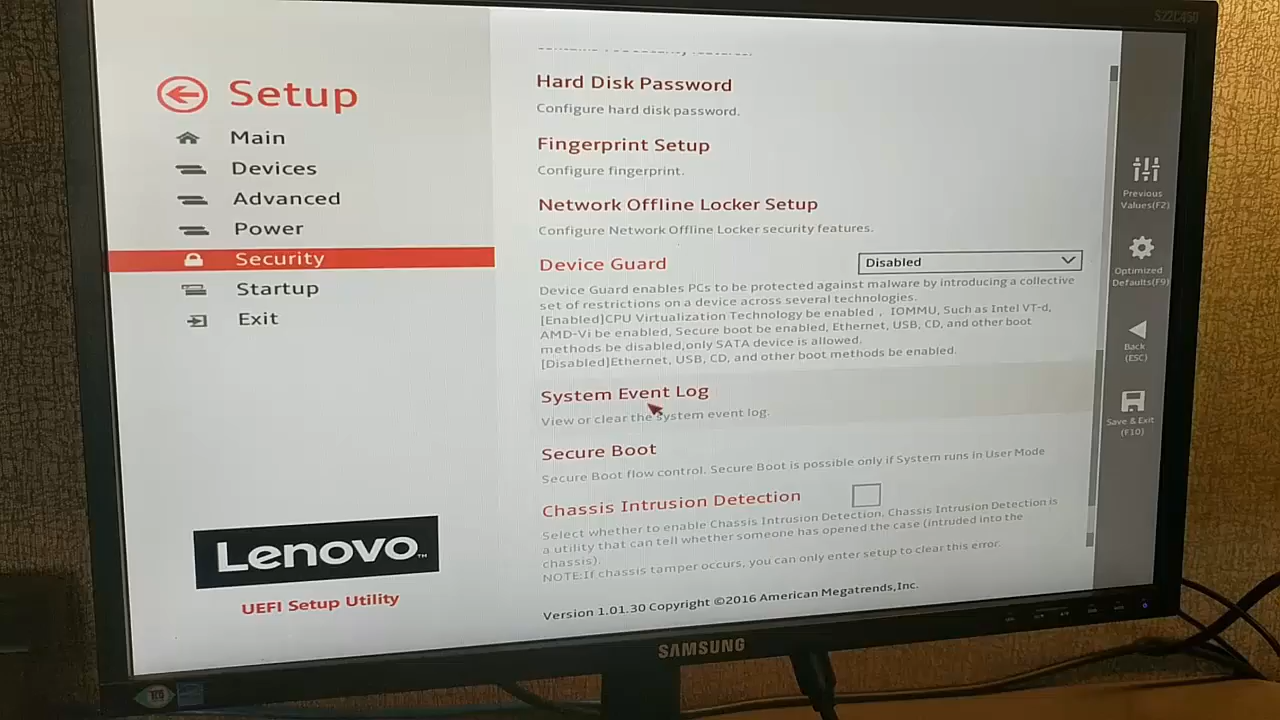 S22C450
Setup
Main
Devices
Advanced
Power
Security
Startup
Exit
Lenovo
UEFI Setup Utility
Hard Disk Password
Configure hard disk password.
Fingerprint Setup
Configure fingerprint.
Network Offline Locker Setup
Configure Network Offline Locker security features.
Device Guard
Disabled
Device Guard enables PCs to be protected against malware by introducing a collective
set of restrictions on a device across several technologies.
[Enabled]CPU Virtualization Technology be enabled , IOMMU, Such as Intel VT-d,
AMD-Vi be enabled, Secure boot be enabled, Ethernet, USB, CD, and other boot
methods be disabled,only SATA device is allowed.
[Disabled]Ethernet, USB, CD, and other boot methods be enabled.
System Event Log
View or clear the system event log.
Secure Boot
Secure Boot flow control. Secure Boot is possible only if System runs in User Mode
Chassis Intrusion Detection
Select whether to enable Chassis Intrusion Detection. Chassis Intrusion Detection is
a utility that can tell whether someone has opened the case (intruded into the
chassis).
NOTE:If chassis tamper occurs, you can only enter setup to clear this error.
Version 1.01.30 Copyright ©2016 American Megatrends,Inc.
Previous
Values(F2)
Optimized
Defaults(F9)
Back
(ESC)
Save & Exit
(F10)
SAMSUNG